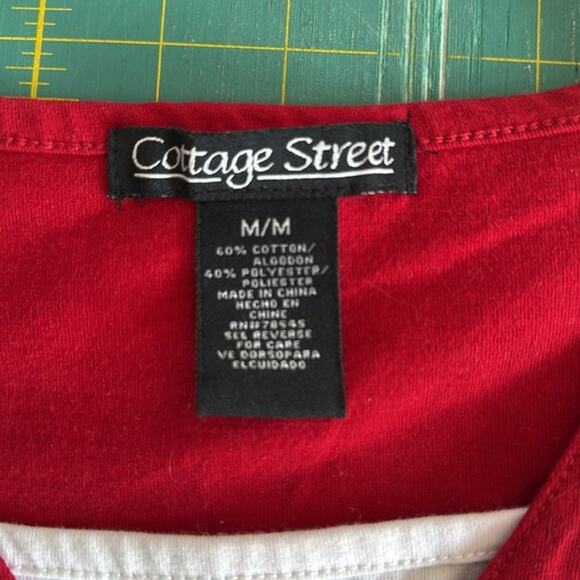 Cottage Street
M/M
60% COTTON/
ALGODON
40% POLYESTER/
POLIESTER
MADE IN CHINA
HECHO EN
CHINE
RN#78545
SEE REVERSE
FOR CARE
VE DORSOPARA
ELCUIDADO